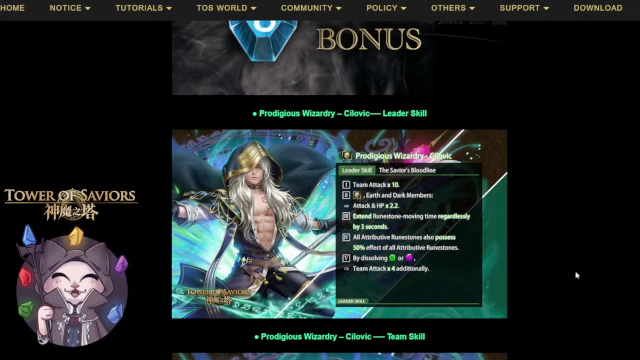 HOME NOTICE TUTORIALS TOS WORLD COMMUNITY POLICY OTHERS SUPPORT DOWNLOAD
BONUS
● Prodigious Wizardry – Cilovic── Leader Skill
Prodigious Wizardry - Cilovic
Leader Skill The Savior's Bloodline
I Team Attack x 10.
II , Earth and Dark Members:
⇒ Attack & HP x 2.2.
III Extend Runestone-moving time regardlessly
by 3 seconds.
IV All Attributive Runestones also possess
50% effect of all Attributive Runestones.
V By dissolving or ,
⇒ Team Attack x 4 additionally.
TOWER OF SAVIORS
神魔之塔
TOWER OF SAVIORS
神魔之塔
LEADER SKILL
● Prodigious Wizardry – Cilovic── Team Skill